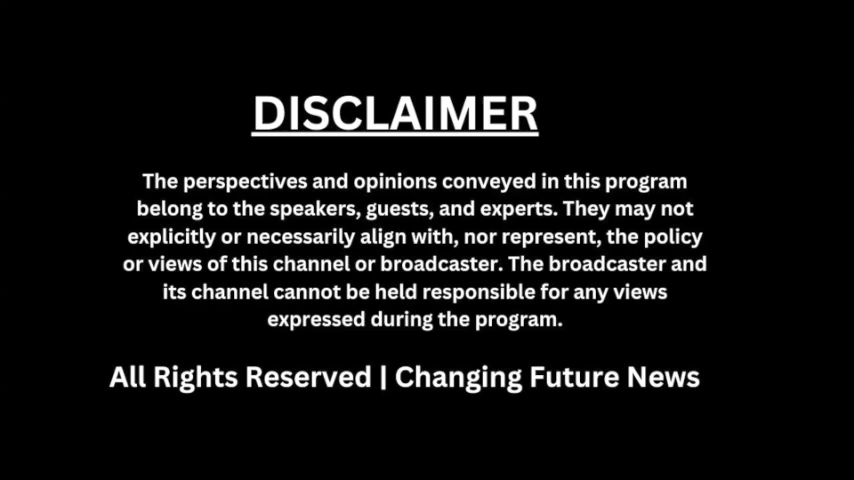 DISCLAIMER
The perspectives and opinions conveyed in this program
belong to the speakers, guests, and experts. They may not
explicitly or necessarily align with, nor represent, the policy
or views of this channel or broadcaster. The broadcaster and
its channel cannot be held responsible for any views
expressed during the program.
All Rights Reserved | Changing Future News